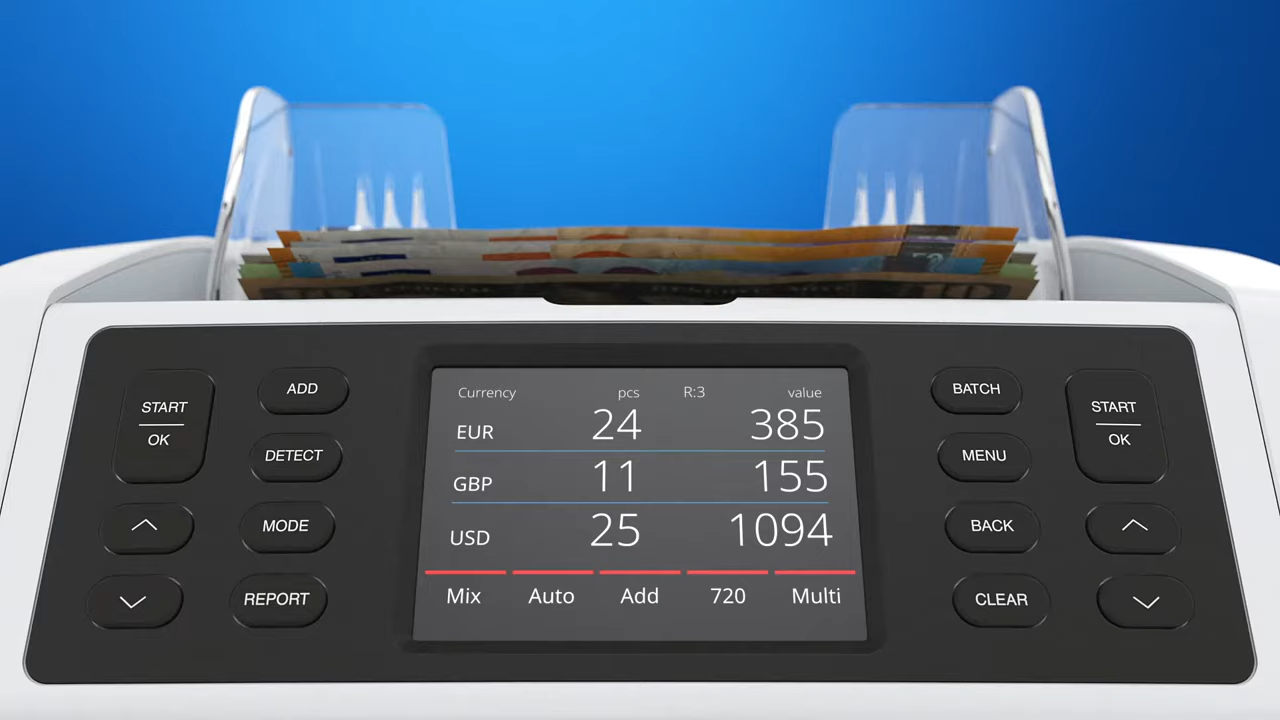 START
OK
ADD
DETECT
MODE
REPORT
Currency pcs R:3 value
EUR 24 385
GBP 11 155
USD 25 1094
Mix Auto Add 720 Multi
BATCH
MENU
BACK
CLEAR
START
OK